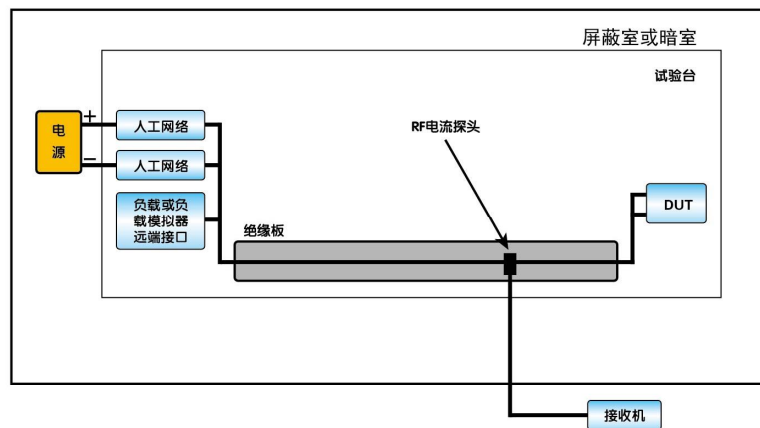 屏蔽室或暗室
试验台
+
电
源
−
人工网络
人工网络
负载或负
载模拟器
远端接口
RF电流探头
DUT
绝缘板
接收机